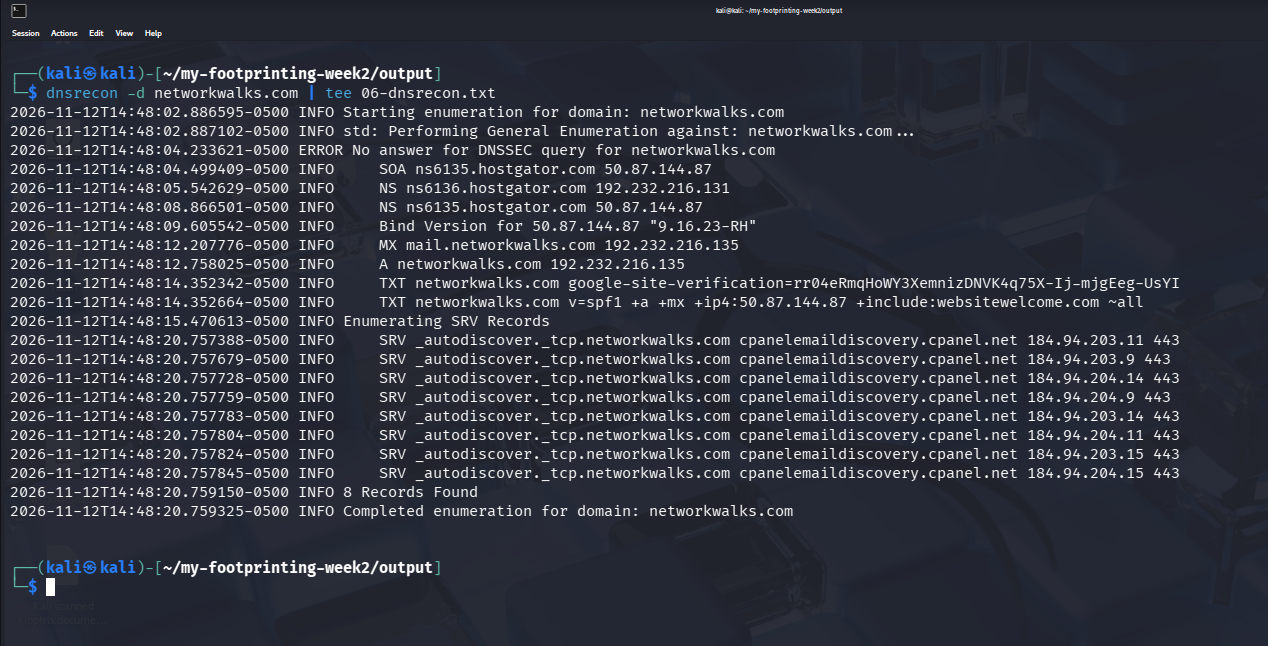 kali@kali: ~/my-footprinting-week2/output
Session Actions Edit View Help
┌──(kali㉿kali)-[~/my-footprinting-week2/output]
└─$ dnsrecon -d networkwalks.com | tee 06-dnsrecon.txt
2026-11-12T14:48:02.886595-0500 INFO Starting enumeration for domain: networkwalks.com
2026-11-12T14:48:02.887102-0500 INFO std: Performing General Enumeration against: networkwalks.com...
2026-11-12T14:48:04.233621-0500 ERROR No answer for DNSSEC query for networkwalks.com
2026-11-12T14:48:04.499409-0500 INFO SOA ns6135.hostgator.com 50.87.144.87
2026-11-12T14:48:05.542629-0500 INFO NS ns6136.hostgator.com 192.232.216.131
2026-11-12T14:48:08.866501-0500 INFO NS ns6135.hostgator.com 50.87.144.87
2026-11-12T14:48:09.605542-0500 INFO Bind Version for 50.87.144.87 "9.16.23-RH"
2026-11-12T14:48:12.207776-0500 INFO MX mail.networkwalks.com 192.232.216.135
2026-11-12T14:48:12.758025-0500 INFO A networkwalks.com 192.232.216.135
2026-11-12T14:48:14.352342-0500 INFO TXT networkwalks.com google-site-verification=rr04eRmqHoWY3XemnizDNVK4q75X-Ij-mjgEeg-UsYI
2026-11-12T14:48:14.352664-0500 INFO TXT networkwalks.com v=spf1 +a +mx +ip4:50.87.144.87 +include:websitewelcome.com ~all
2026-11-12T14:48:15.470613-0500 INFO Enumerating SRV Records
2026-11-12T14:48:20.757388-0500 INFO SRV _autodiscover._tcp.networkwalks.com cpanelemaildiscovery.cpanel.net 184.94.203.11 443
2026-11-12T14:48:20.757679-0500 INFO SRV _autodiscover._tcp.networkwalks.com cpanelemaildiscovery.cpanel.net 184.94.203.9 443
2026-11-12T14:48:20.757728-0500 INFO SRV _autodiscover._tcp.networkwalks.com cpanelemaildiscovery.cpanel.net 184.94.204.14 443
2026-11-12T14:48:20.757759-0500 INFO SRV _autodiscover._tcp.networkwalks.com cpanelemaildiscovery.cpanel.net 184.94.204.9 443
2026-11-12T14:48:20.757783-0500 INFO SRV _autodiscover._tcp.networkwalks.com cpanelemaildiscovery.cpanel.net 184.94.203.14 443
2026-11-12T14:48:20.757804-0500 INFO SRV _autodiscover._tcp.networkwalks.com cpanelemaildiscovery.cpanel.net 184.94.204.11 443
2026-11-12T14:48:20.757824-0500 INFO SRV _autodiscover._tcp.networkwalks.com cpanelemaildiscovery.cpanel.net 184.94.203.15 443
2026-11-12T14:48:20.757845-0500 INFO SRV _autodiscover._tcp.networkwalks.com cpanelemaildiscovery.cpanel.net 184.94.204.15 443
2026-11-12T14:48:20.759150-0500 INFO 8 Records Found
2026-11-12T14:48:20.759325-0500 INFO Completed enumeration for domain: networkwalks.com
┌──(kali㉿kali)-[~/my-footprinting-week2/output]
└─$